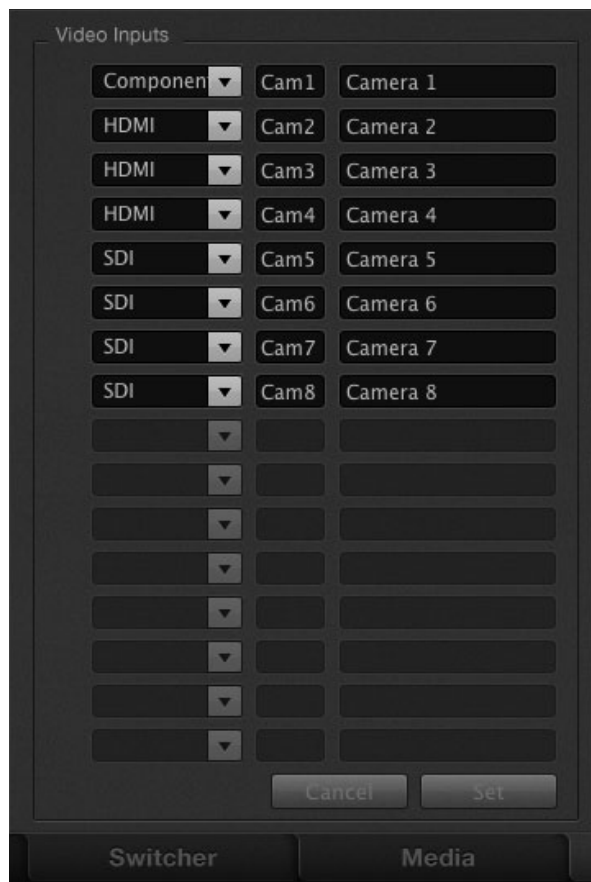 Video Inputs
Componen Cam1 Camera 1
HDMI Cam2 Camera 2
HDMI Cam3 Camera 3
HDMI Cam4 Camera 4
SDI Cam5 Camera 5
SDI Cam6 Camera 6
SDI Cam7 Camera 7
SDI Cam8 Camera 8
Cancel Set
Switcher Media